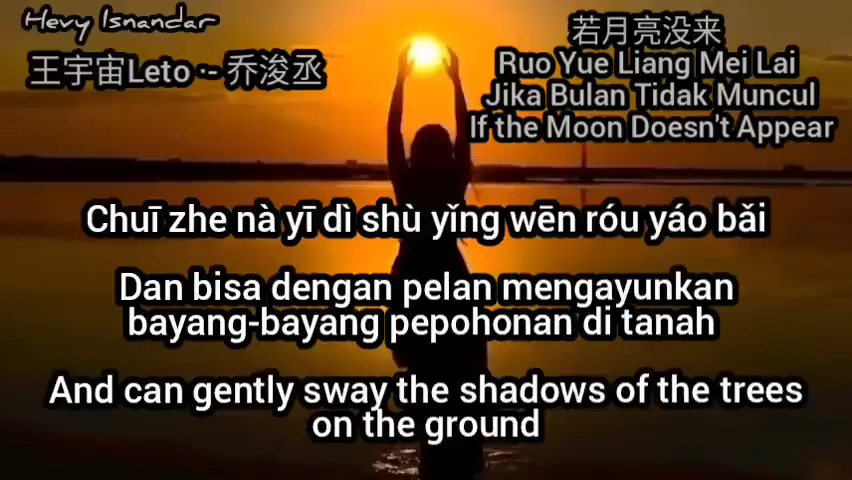 Hevy Isnandar
王宇宙Leto -- 乔浚丞
若月亮没来
Ruo Yue Liang Mei Lai
Jika Bulan Tidak Muncul
If the Moon Doesn't Appear
Chuī zhe nà yī dì shù yǐng wēn róu yáo bǎi
Dan bisa dengan pelan mengayunkan
bayang-bayang pepohonan di tanah
And can gently sway the shadows of the trees
on the ground